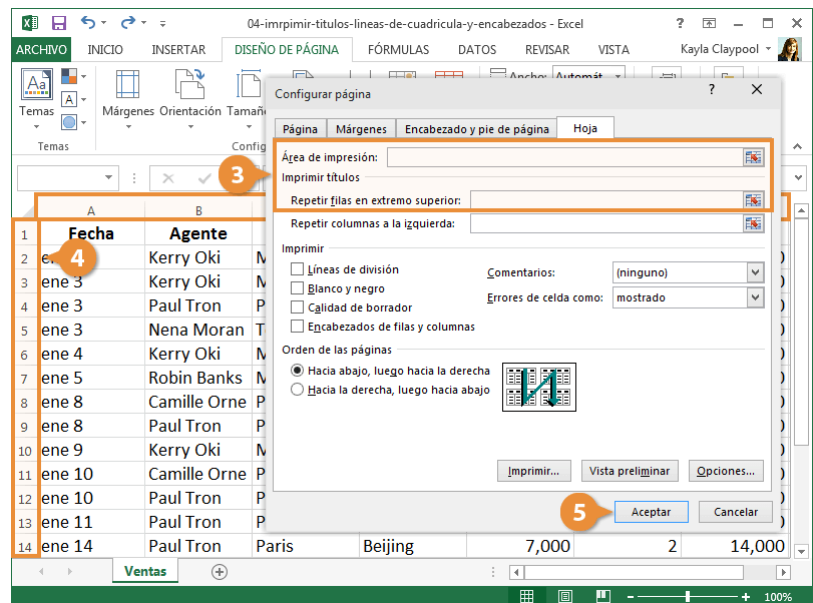 04-imrpimir-titulos-lineas-de-cuadricula-y-encabezados - Excel
ARCHIVO INICIO INSERTAR DISEÑO DE PÁGINA FÓRMULAS DATOS REVISAR VISTA Kayla Claypool
Temas Márgenes Orientación
Temas
Configurar página
Página Márgenes Encabezado y pie de página Hoja
3
Área de impresión:
Imprimir títulos
Repetir filas en extremo superior:
Repetir columnas a la izquierda:
Imprimir
Líneas de división
Blanco y negro
Calidad de borrador
Encabezados de filas y columnas
Comentarios: (ninguno)
Errores de celda como: mostrado
Orden de las páginas
Hacia abajo, luego hacia la derecha
Hacia la derecha, luego hacia abajo
Imprimir... Vista preliminar Opciones...
5 Aceptar Cancelar
A B
1 Fecha Agente
4
2 Kerry Oki
3 ene 3 Kerry Oki
4 ene 3 Paul Tron
5 ene 3 Nena Moran
6 ene 4 Kerry Oki
7 ene 5 Robin Banks
8 ene 8 Camille Orne
9 ene 8 Paul Tron
10 ene 9 Kerry Oki
11 ene 10 Camille Orne
12 ene 10 Paul Tron
13 ene 11 Paul Tron
14 ene 14 Paul Tron Paris Beijing 7,000 2 14,000
Ventas
100%